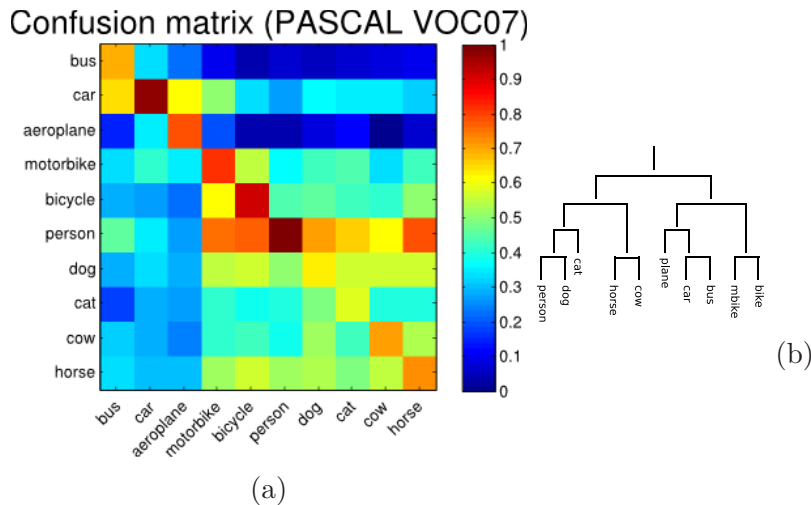 Confusion matrix (PASCAL VOC07)
bus
car
aeroplane
motorbike
bicycle
person
dog
cat
cow
horse
bus
car
aeroplane
motorbike
bicycle
person
dog
cat
cow
horse
1
0.9
0.8
0.7
0.6
0.5
0.4
0.3
0.2
0.1
0
(a)
person
dog
cat
horse
cow
plane
car
bus
mbike
bike
(b)